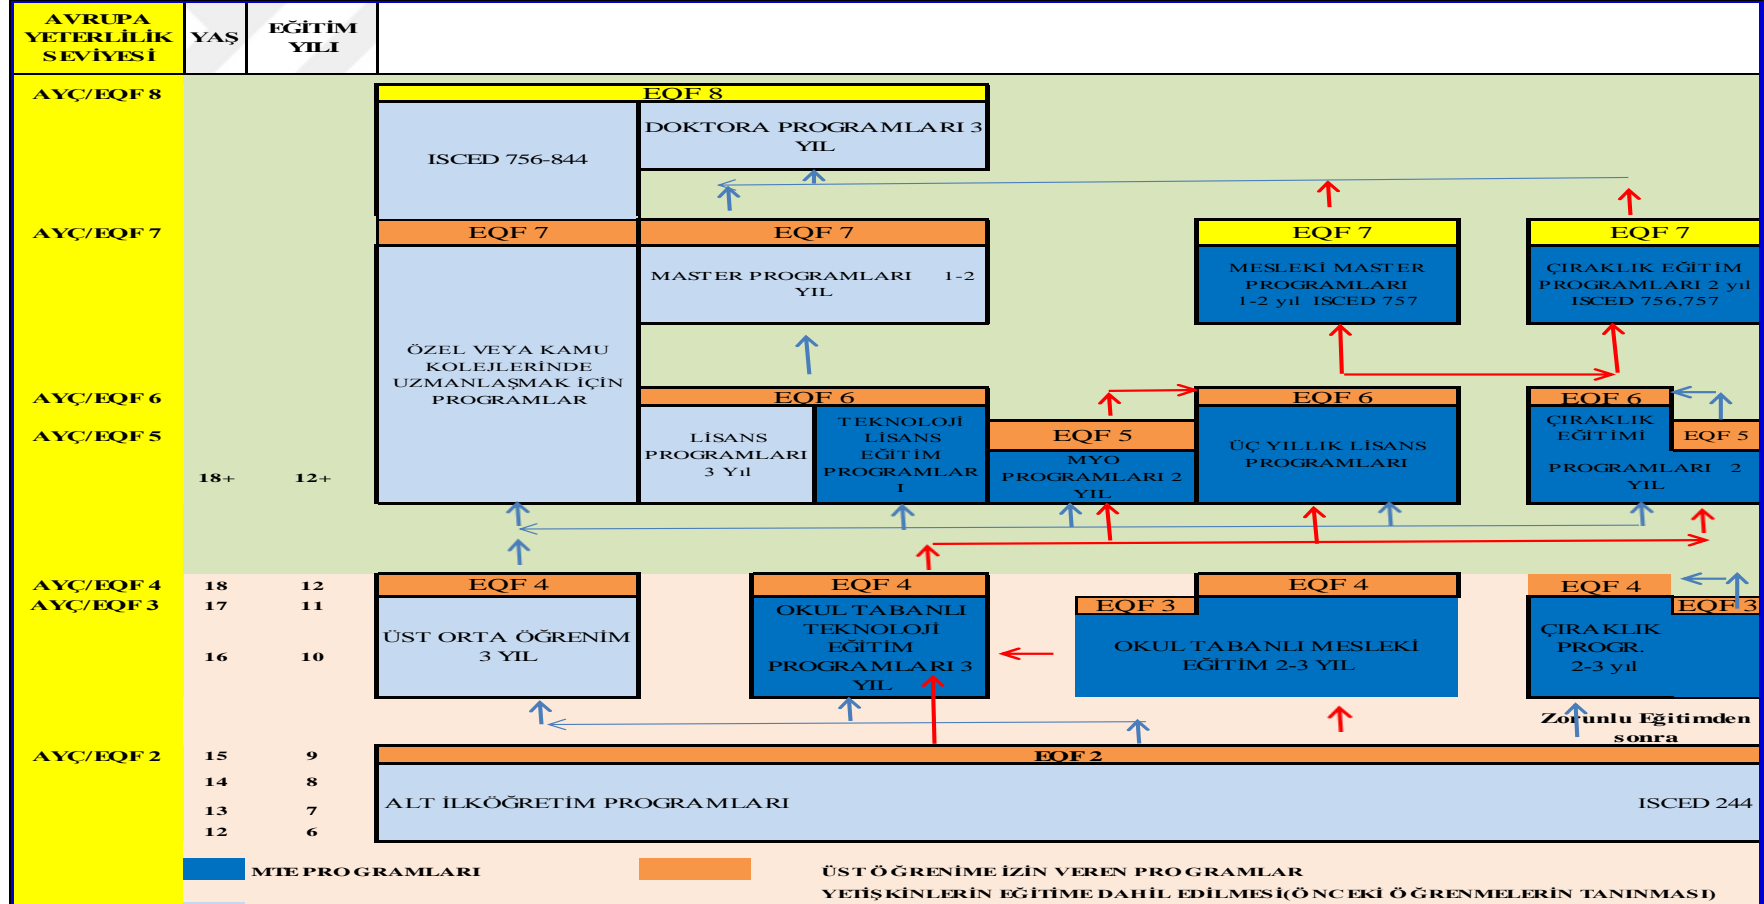 AVRUPA
YETERLİLİK
SEVİYESİ
YAŞ
EĞİTİM
YILI
AYÇ/EQF 8
EQF 8
DOKTORA PROGRAMLARI 3
YIL
ISCED 756-844
AYÇ/EQF 7
EQF 7
EQF 7
EQF 7
EQF 7
MASTER PROGRAMLARI 1-2
YIL
MESLEKİ MASTER
PROGRAMLARI
1-2 yıl ISCED 757
ÇIRAKLIK EĞİTİM
PROGRAMLARI 2 yıl
ISCED 756,757
ÖZEL VEYA KAMU
KOLEJLERİNDE
UZMANLAŞMAK İÇİN
PROGRAMLAR
AYÇ/EQF 6
EQF 6
EQF 6
EQF 6
AYÇ/EQF 5
LİSANS
PROGRAMLARI
3 Yıl
TEKNOLOJİ
LİSANS
EĞİTİM
PROGRAMLAR
I
EQF 5
MYO
PROGRAMLARI 2
YIL
ÜÇ YILLIK LİSANS
PROGRAMLARI
ÇIRAKLIK
EĞİTİMİ
EQF 5
PROGRAMLARI 2
YIL
18+
12+
AYÇ/EQF 4
18
12
EQF 4
EQF 4
EQF 4
EQF 4
AYÇ/EQF 3
17
11
EQF 3
EQF 3
ÜST ORTA ÖĞRENİM
3 YIL
OKUL TABANLI
TEKNOLOJİ
EĞİTİM
PROGRAMLARI 3
YIL
OKUL TABANLI MESLEKİ
EĞİTİM 2-3 YIL
ÇIRAKLIK
PROGR.
2-3 yıl
16
10
Zorunlu Eğitimden
sonra
AYÇ/EQF 2
15
9
EQF 2
14
8
ALT İLKÖĞRETİM PROGRAMLARI
ISCED 244
13
7
12
6
MTE PROGRAMLARI
ÜST ÖĞRENİME İZİN VEREN PROGRAMLAR
YETİŞKİNLERİN EĞİTİME DAHİL EDİLMESİ(ÖNCEKİ ÖĞRENMELERİN TANINMASI)